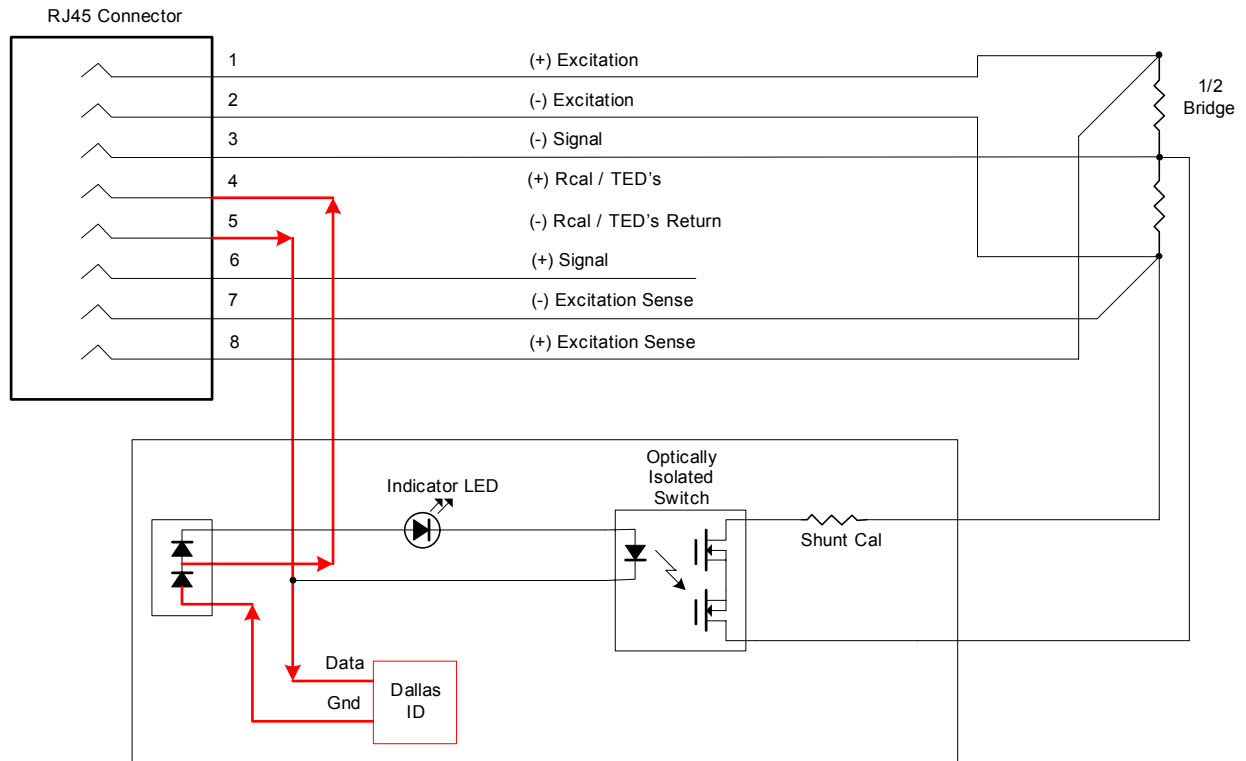 RJ45 Connector
1
(+) Excitation
2
(-) Excitation
3
(-) Signal
4
(+) Rcal / TED's
5
(-) Rcal / TED's Return
6
(+) Signal
7
(-) Excitation Sense
8
(+) Excitation Sense
1/2
Bridge
Optically
Isolated
Switch
Indicator LED
Shunt Cal
Data
Gnd
Dallas
ID